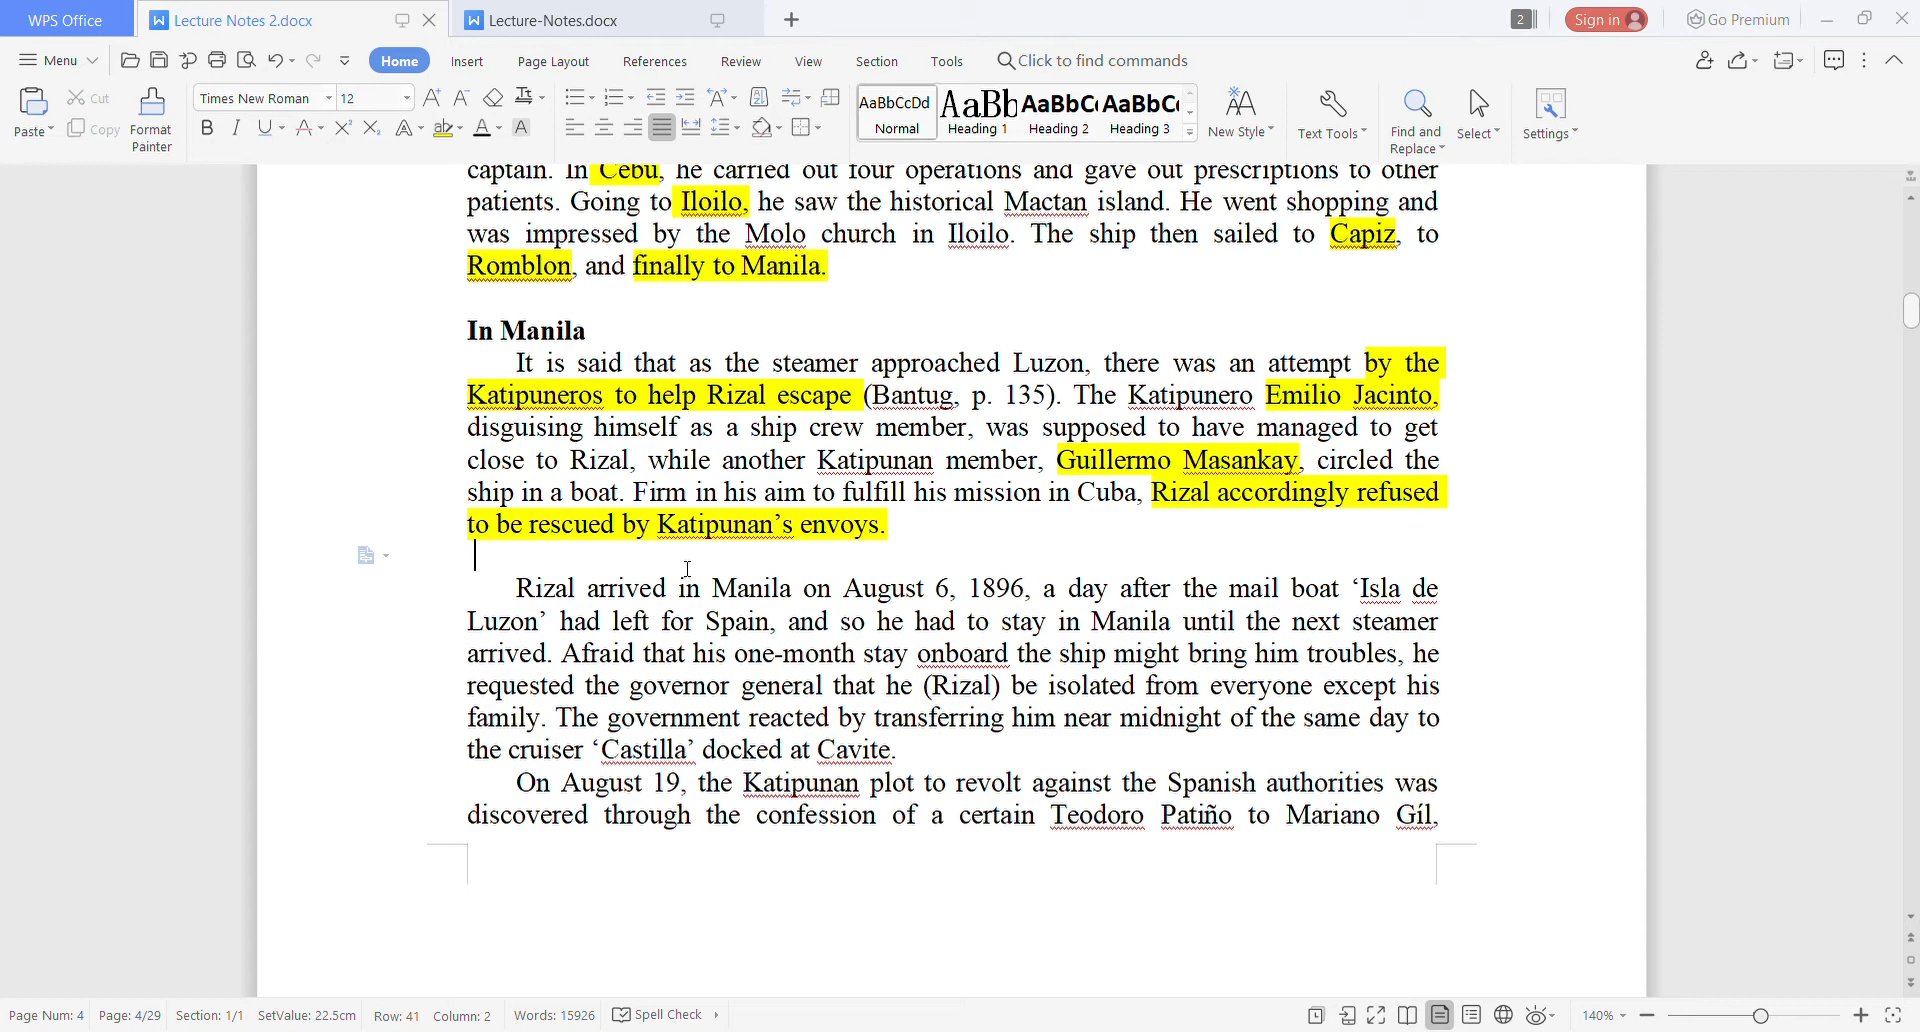 WPS Office Lecture Notes 2.docx Lecture-Notes.docx 2 Sign in Go Premium
Menu Home Insert Page Layout References Review View Section Tools Click to find commands
Paste Cut Copy Format Painter Times New Roman 12 AaBbCcDd Normal AaBb Heading 1 AaBbC Heading 2 AaBbC Heading 3 New Style Text Tools Find and Replace Select Settings
captain. In Cebu, he carried out four operations and gave out prescriptions to other
patients. Going to Iloilo, he saw the historical Mactan island. He went shopping and
was impressed by the Molo church in Iloilo. The ship then sailed to Capiz, to
Romblon, and finally to Manila.
In Manila
It is said that as the steamer approached Luzon, there was an attempt by the
Katipuneros to help Rizal escape (Bantug, p. 135). The Katipunero Emilio Jacinto,
disguising himself as a ship crew member, was supposed to have managed to get
close to Rizal, while another Katipunan member, Guillermo Masankay, circled the
ship in a boat. Firm in his aim to fulfill his mission in Cuba, Rizal accordingly refused
to be rescued by Katipunan’s envoys.
Rizal arrived in Manila on August 6, 1896, a day after the mail boat ‘Isla de
Luzon’ had left for Spain, and so he had to stay in Manila until the next steamer
arrived. Afraid that his one-month stay onboard the ship might bring him troubles, he
requested the governor general that he (Rizal) be isolated from everyone except his
family. The government reacted by transferring him near midnight of the same day to
the cruiser ‘Castilla’ docked at Cavite.
On August 19, the Katipunan plot to revolt against the Spanish authorities was
discovered through the confession of a certain Teodoro Patiño to Mariano Gíl,
Page Num: 4 Page: 4/29 Section: 1/1 SetValue: 22.5cm Row: 41 Column: 2 Words: 15926 Spell Check 140%